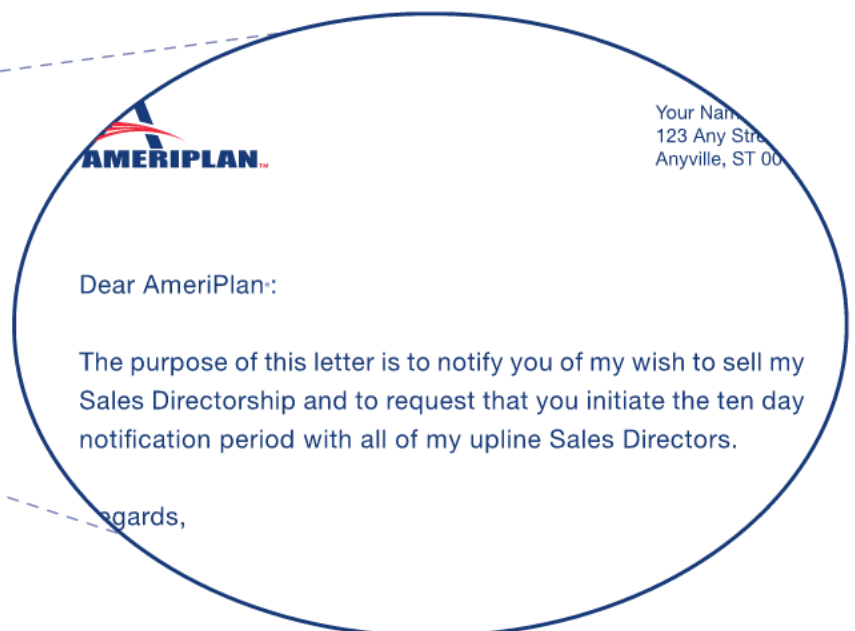 AMERIPLAN™
Your Nam
123 Any Stre
Anyville, ST 00
Dear AmeriPlan®:
The purpose of this letter is to notify you of my wish to sell my
Sales Directorship and to request that you initiate the ten day
notification period with all of my upline Sales Directors.
egards,